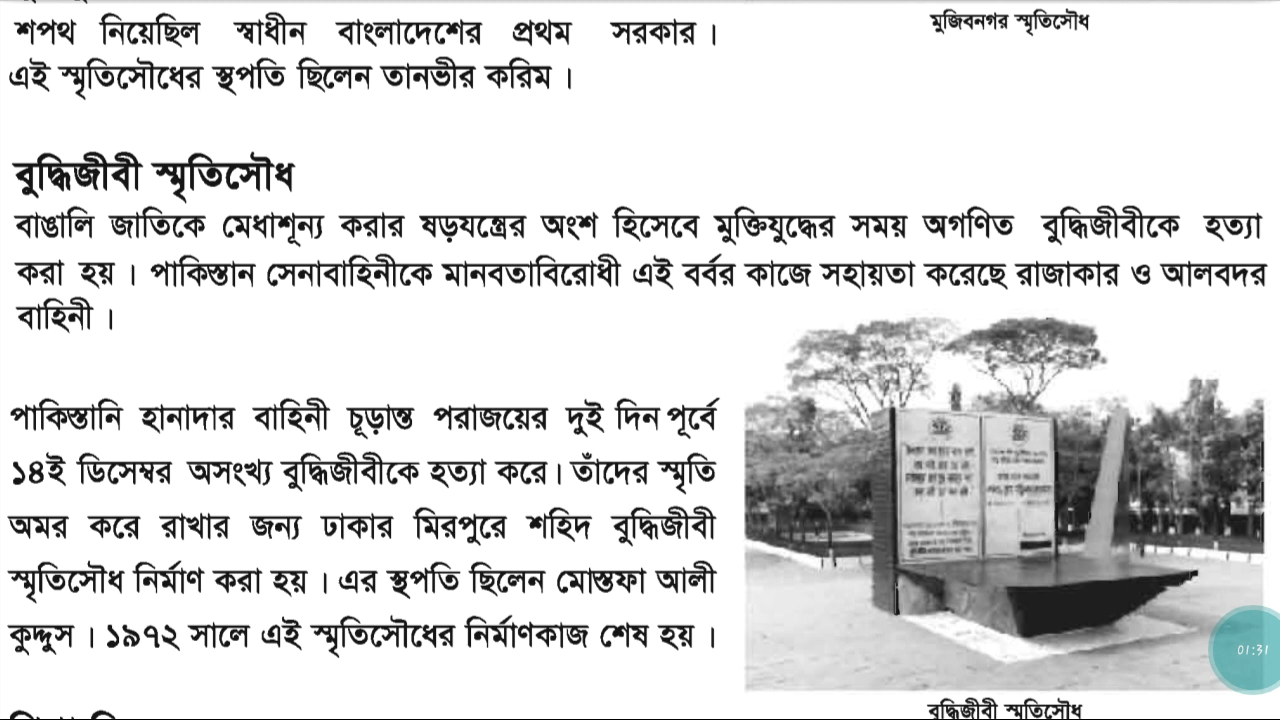 শপথ নিয়েছিল স্বাধীন বাংলাদেশের প্রথম সরকার।
মুজিবনগর স্মৃতিসৌধ
এই স্মৃতিসৌধের স্থপতি ছিলেন তানভীর করিম।
বুদ্ধিজীবী স্মৃতিসৌধ
বাঙালি জাতিকে মেধাশূন্য করার ষড়যন্ত্রের অংশ হিসেবে মুক্তিযুদ্ধের সময় অগণিত বুদ্ধিজীবীকে হত্যা
করা হয়। পাকিস্তান সেনাবাহিনীকে মানবতাবিরোধী এই বর্বর কাজে সহায়তা করেছে রাজাকার ও আলবদর
বাহিনী।
পাকিস্তানি হানাদার বাহিনী চূড়ান্ত পরাজয়ের দুই দিন পূর্বে
১৪ই ডিসেম্বর অসংখ্য বুদ্ধিজীবীকে হত্যা করে। তাঁদের স্মৃতি
অমর করে রাখার জন্য ঢাকার মিরপুরে শহিদ বুদ্ধিজীবী
স্মৃতিসৌধ নির্মাণ করা হয়। এর স্থপতি ছিলেন মোস্তফা আলী
কুদ্দুস। ১৯৭২ সালে এই স্মৃতিসৌধের নির্মাণকাজ শেষ হয়।
01:31
বুদ্ধিজীবী স্মৃতিসৌধ